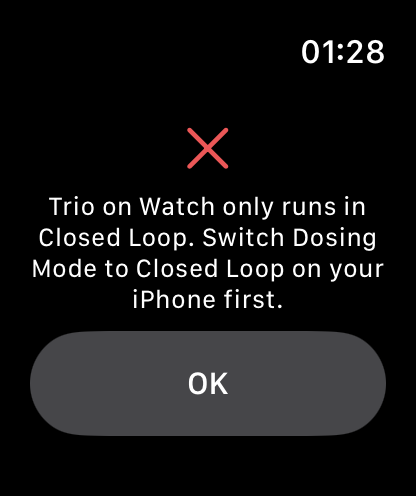 01:28
Trio on Watch only runs in
Closed Loop. Switch Dosing
Mode to Closed Loop on your
iPhone first.
OK